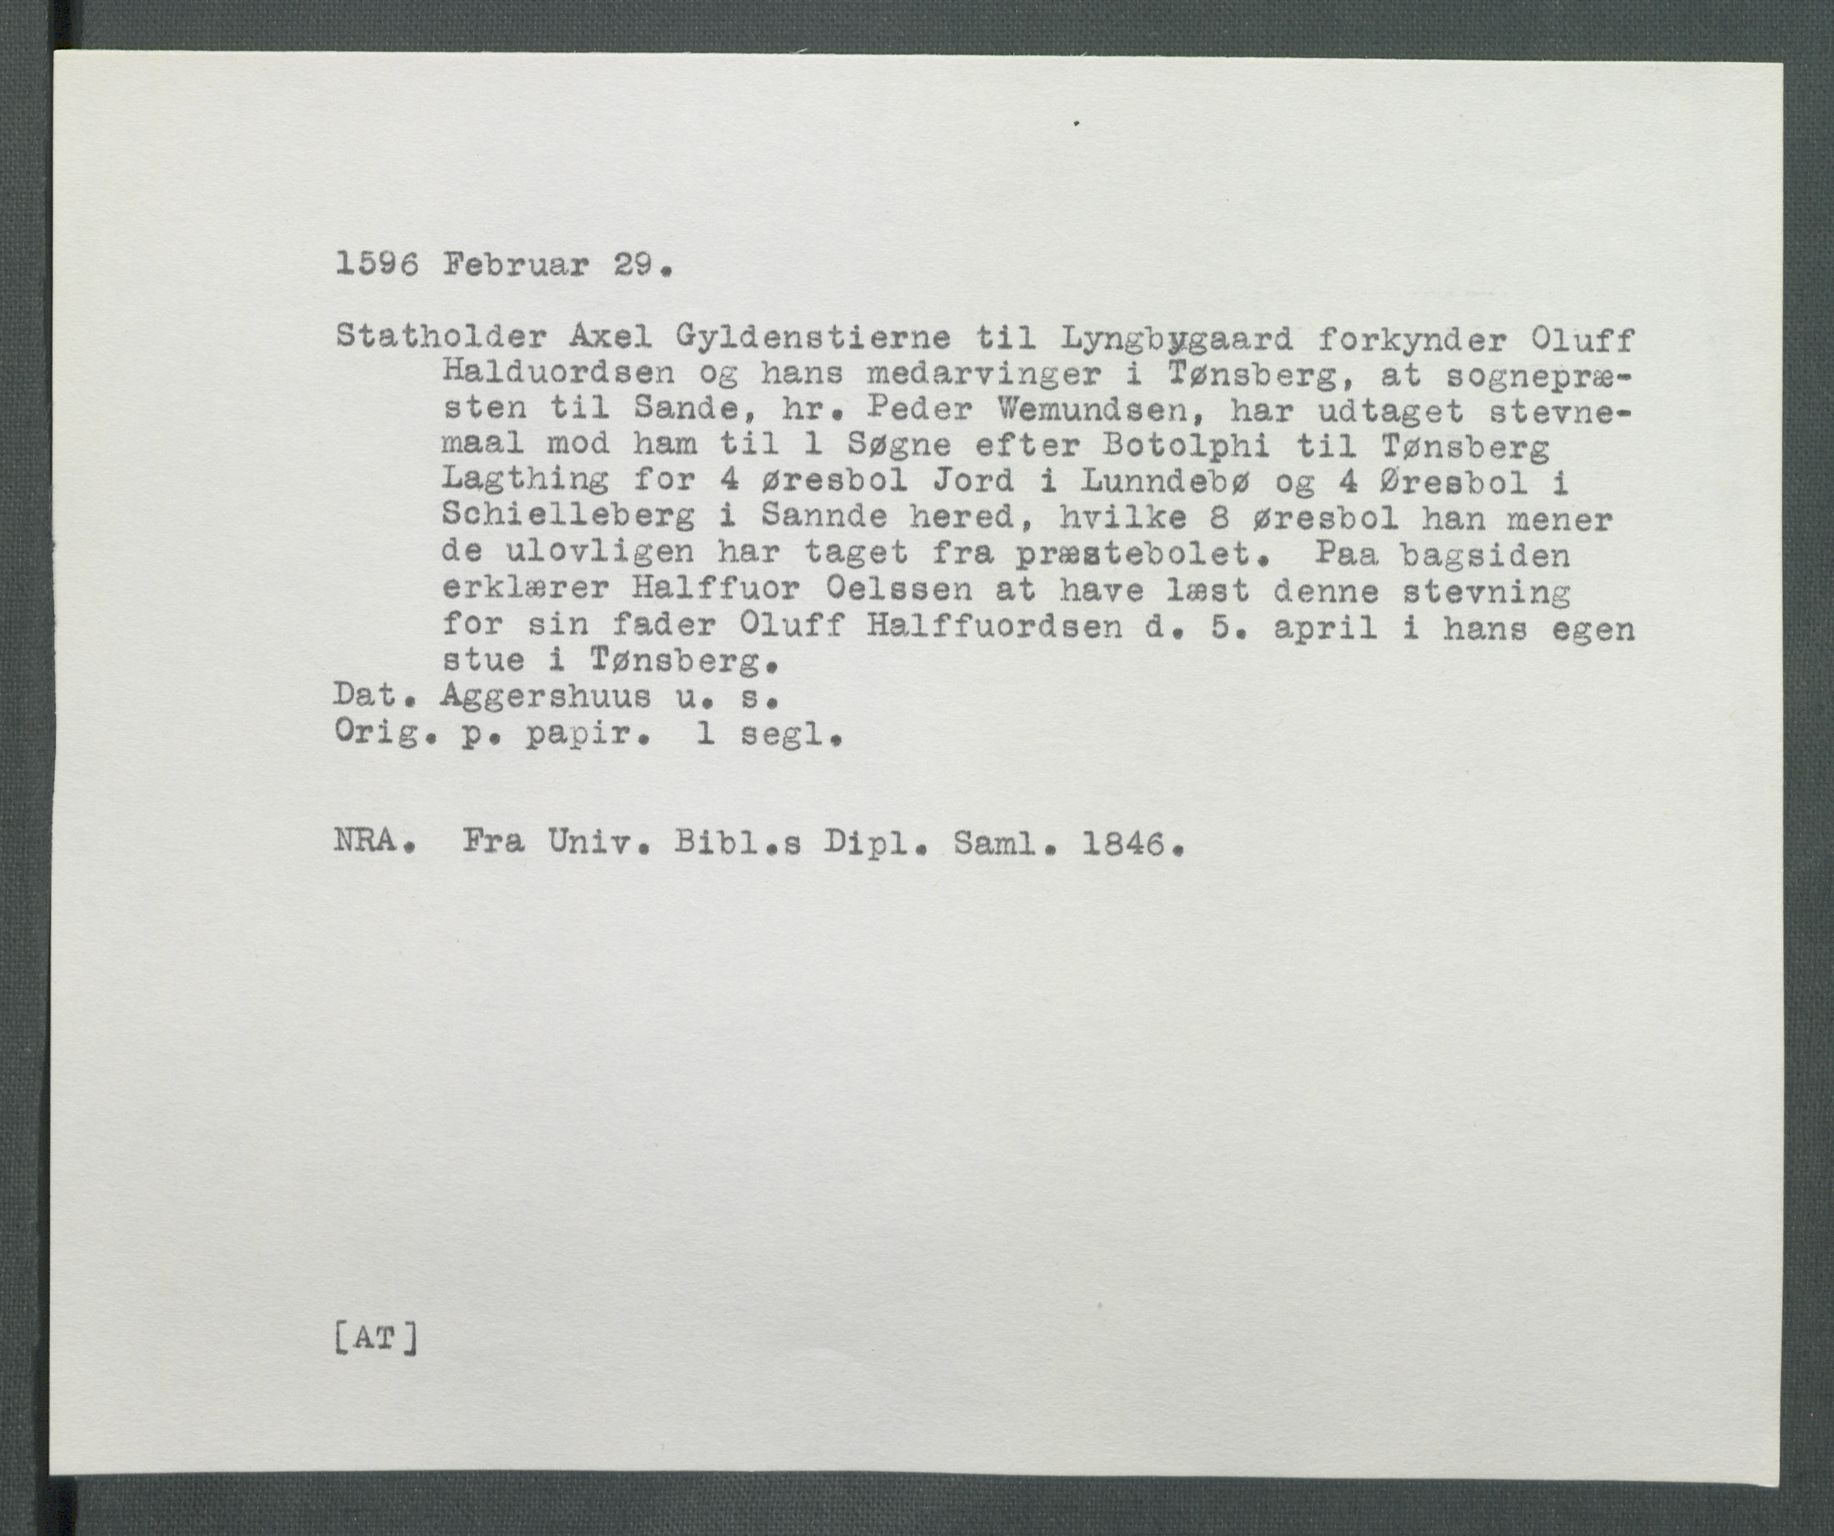 1596 Februar 29.
Statholder Axel Gyldenstierne til Lyngbygaard forkynder Oluff
Halduordsen og hans medarvinger i Tønsberg, at sognepræ-
sten til Sande, hr. Peder Wemundsen, har udtaget stevne-
maal mod ham til 1 Søgne efter Botolphi til Tønsberg
Lagthing for 4 øresbol Jord i Lunndebø og 4 Øresbol i
Schielleberg i Sannde hered, hvilke 8 øresbol han mener
de ulovligen har taget fra præstebolet. Paa bagsiden
erklærer Halffuor Oelssen at have læst denne stevning
for sin fader Oluff Halffuordsen d. 5. april i hans egen
stue i Tønsberg.
Dat. Aggershuus u. s.
Orig. p. papir. 1 segl.
NRA. Fra Univ. Bibl.s Dipl. Saml. 1846.
[AT]